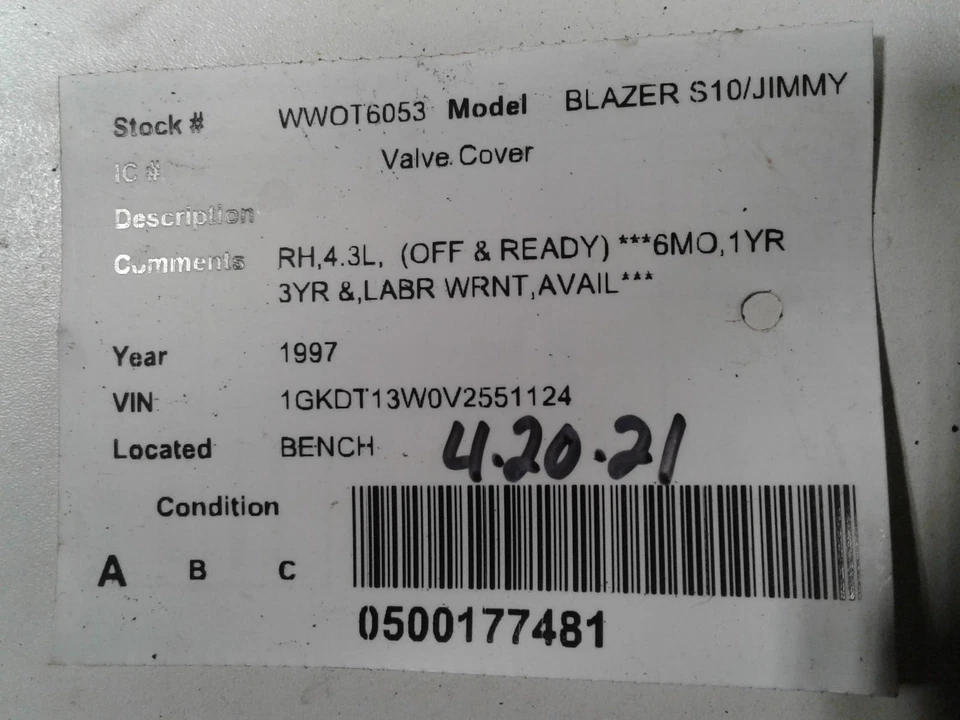 Stock # WWOT6053 Model BLAZER S10/JIMMY
IC # Valve Cover
Description
Comments RH,4.3L, (OFF & READY) ***6MO,1YR
3YR &,LABR WRNT,AVAIL***
Year 1997
VIN 1GKDT13W0V2551124
Located BENCH 4.20.21
Condition
A B C
0500177481